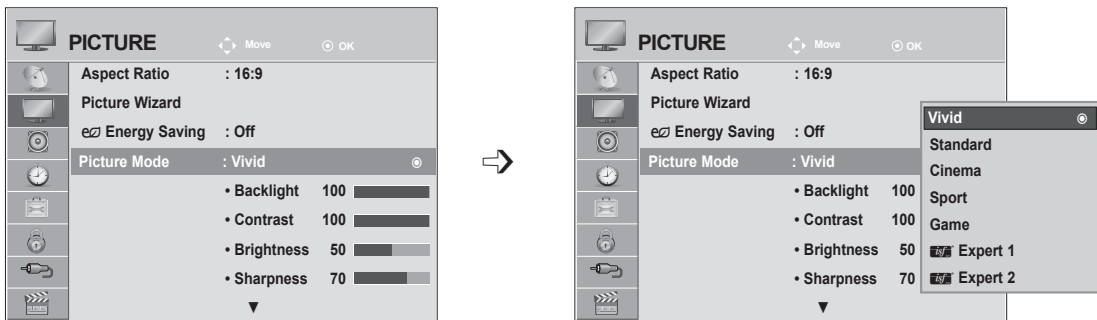 PICTURE Move OK
Aspect Ratio : 16:9
Picture Wizard
Energy Saving : Off
Picture Mode : Vivid
• Backlight 100
• Contrast 100
• Brightness 50
• Sharpness 70
▼
PICTURE Move OK
Aspect Ratio : 16:9
Picture Wizard
Energy Saving : Off
Picture Mode : Vivid
• Backlight 100
• Contrast 100
• Brightness 50
• Sharpness 70
▼
Vivid
Standard
Cinema
Sport
Game
isf Expert 1
isf Expert 2